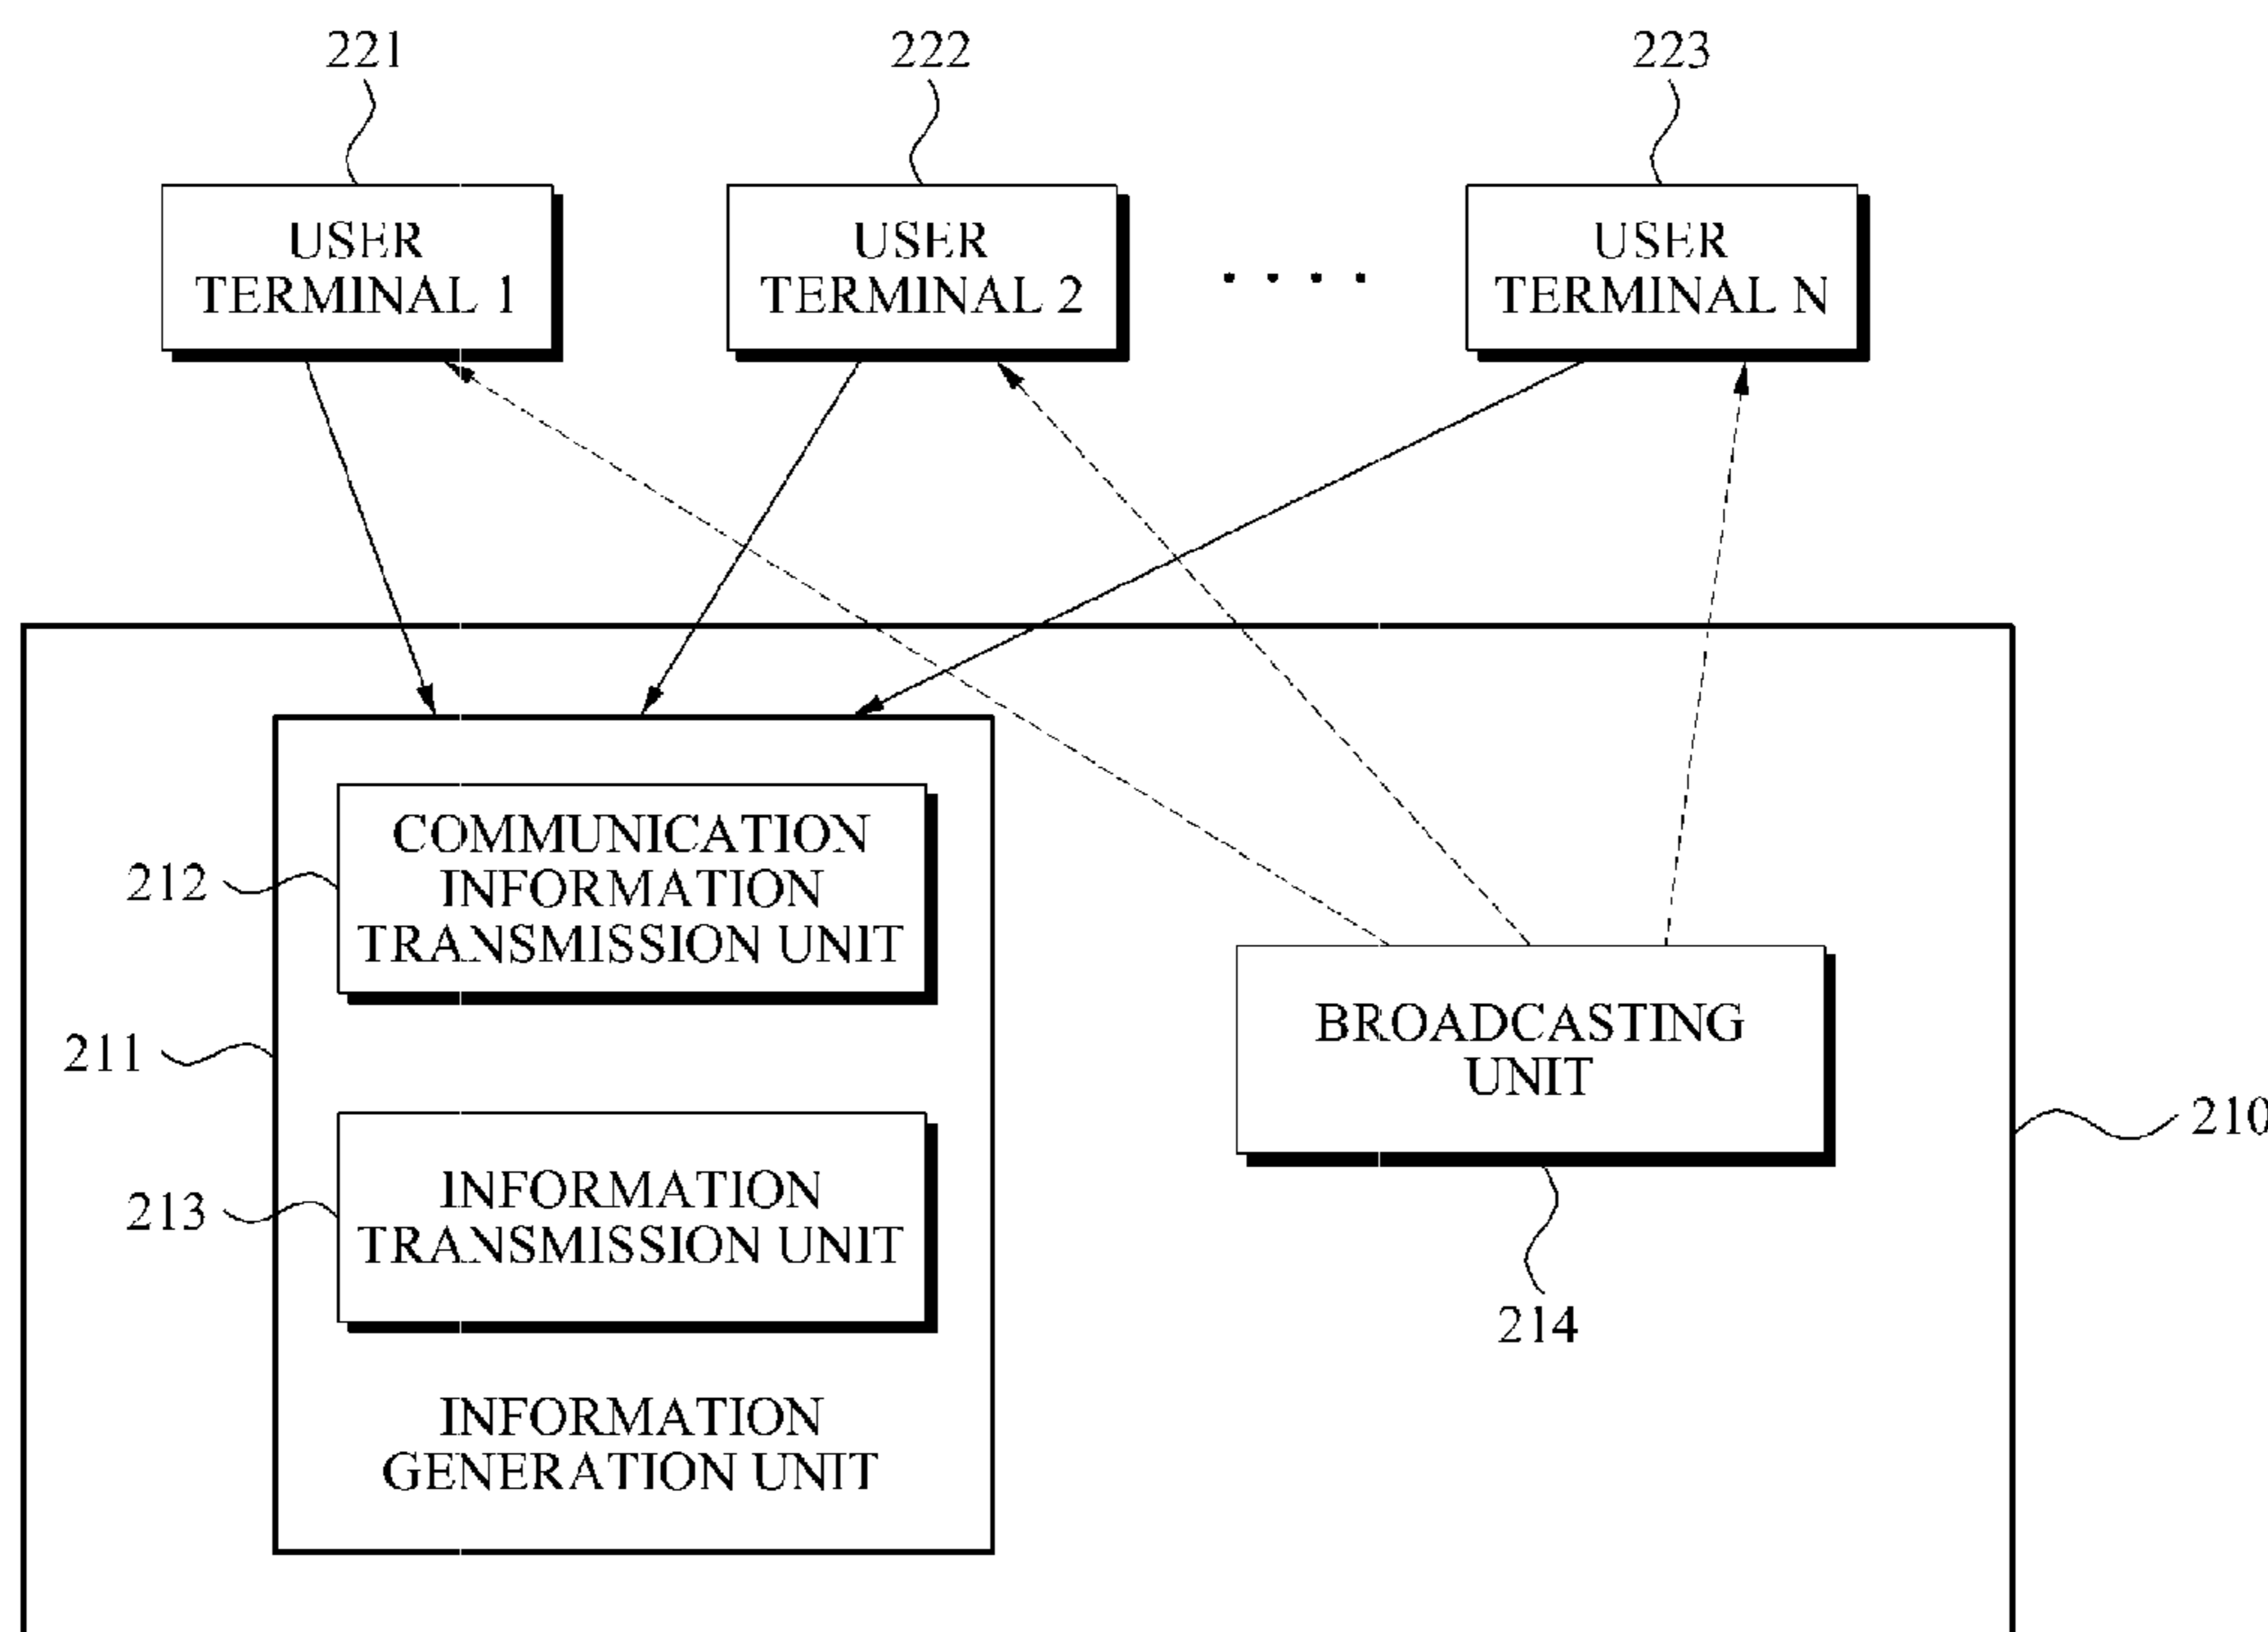 221
222
223
USER
TERMINAL 1
USER
TERMINAL 2
. . . .
USER
TERMINAL N
COMMUNICATION
INFORMATION
TRANSMISSION UNIT
212
211
BROADCASTING
UNIT
210
INFORMATION
TRANSMISSION UNIT
213
214
INFORMATION
GENERATION UNIT